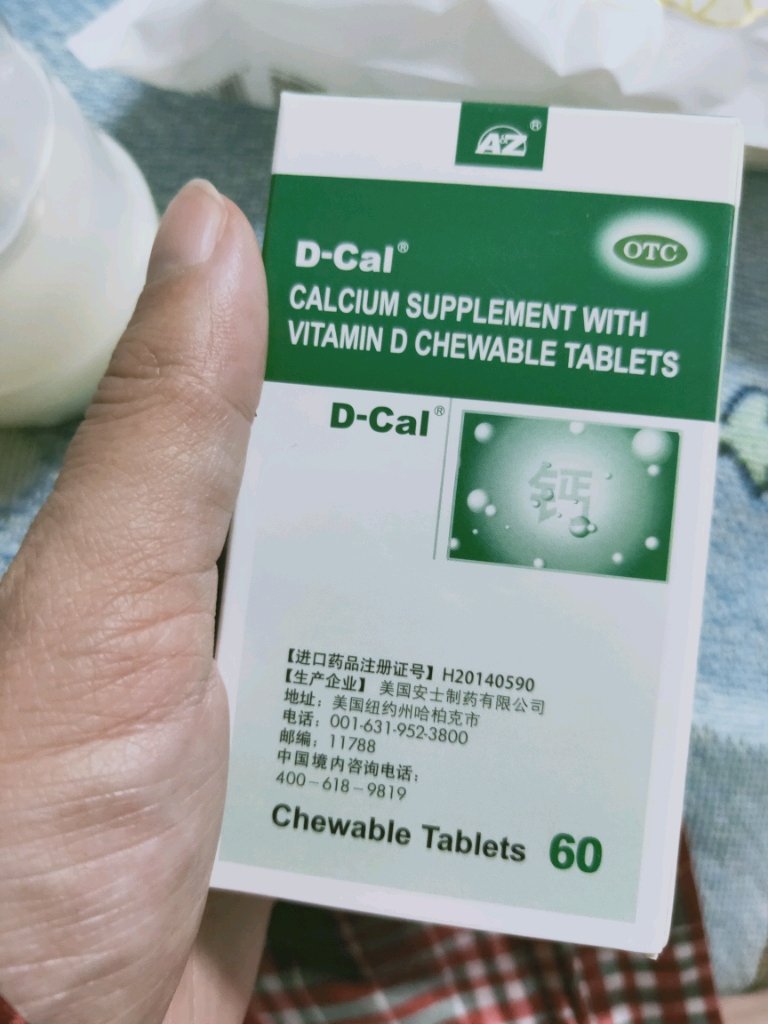 A&Z®
D-Cal®
OTC
CALCIUM SUPPLEMENT WITH
VITAMIN D CHEWABLE TABLETS
D-Cal®
钙
【进口药品注册证号】H20140590
【生产企业】 美国安士制药有限公司
地址：美国纽约州哈柏克市
电话：001-631-952-3800
邮编：11788
中国境内咨询电话：
400-618-9819
Chewable Tablets 60